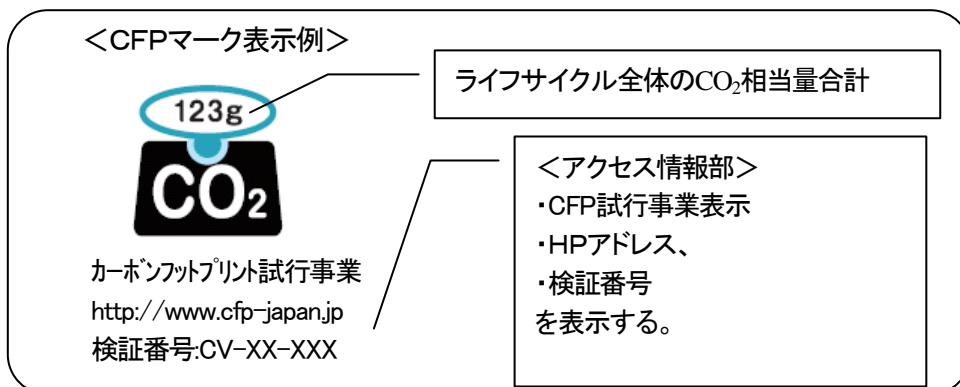 ＜CFPマーク表示例＞
123g
CO2
カーボンフットプリント試行事業
http://www.cfp-japan.jp
検証番号:CV-XX-XXX
ライフサイクル全体のCO2相当量合計
＜アクセス情報部＞
・CFP試行事業表示
・HPアドレス、
・検証番号
を表示する。